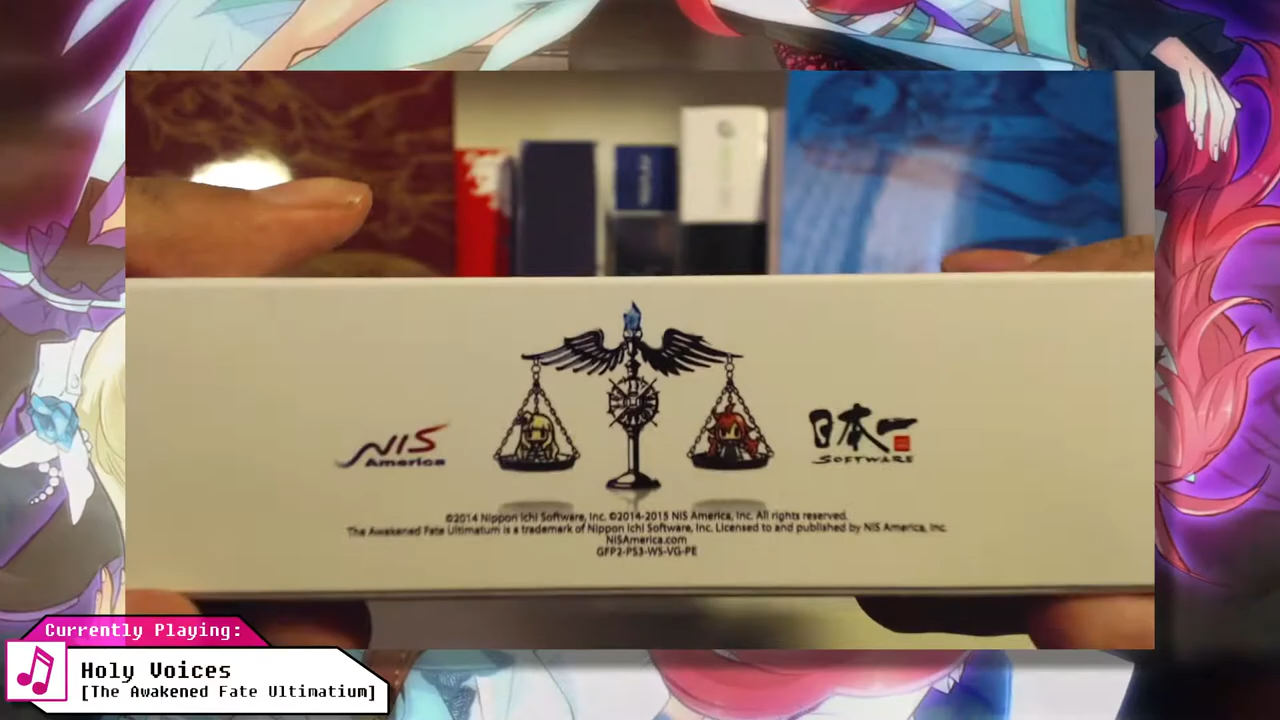 NIS
America
日本一
SOFTWARE
©2014 Nippon Ichi Software, Inc. ©2014-2015 NIS America, Inc. All rights reserved.
The Awakened Fate Ultimatum is a trademark of Nippon Ichi Software, Inc. Licensed to and published by NIS America, Inc.
NISAmerica.com
GFP2-PS3-WS-VG-PE
Currently Playing:
Holy Voices
[The Awakened Fate Ultimatium]